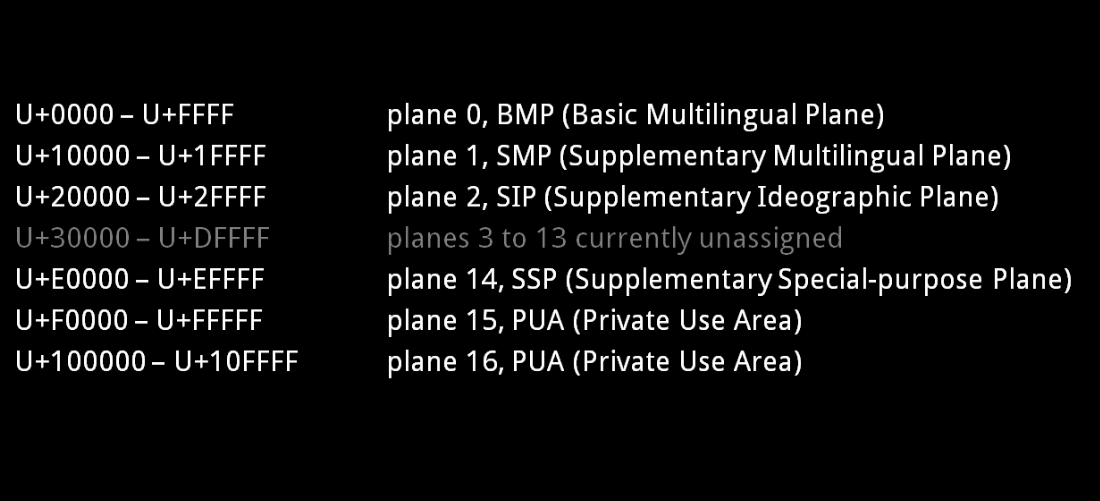 U+0000 – U+FFFF plane 0, BMP (Basic Multilingual Plane)
U+10000 – U+1FFFF plane 1, SMP (Supplementary Multilingual Plane)
U+20000 – U+2FFFF plane 2, SIP (Supplementary Ideographic Plane)
U+30000 – U+DFFFF planes 3 to 13 currently unassigned
U+E0000 – U+EFFFF plane 14, SSP (Supplementary Special-purpose Plane)
U+F0000 – U+FFFFF plane 15, PUA (Private Use Area)
U+100000 – U+10FFFF plane 16, PUA (Private Use Area)